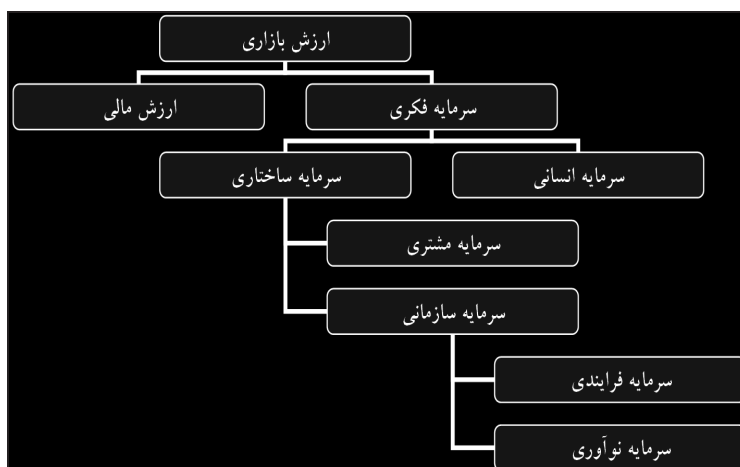 ارزش بازاری
سرمایه فکری
ارزش مالی
سرمایه انسانی
سرمایه ساختاری
سرمایه مشتری
سرمایه سازمانی
سرمایه فرایندی
سرمایه نوآوری